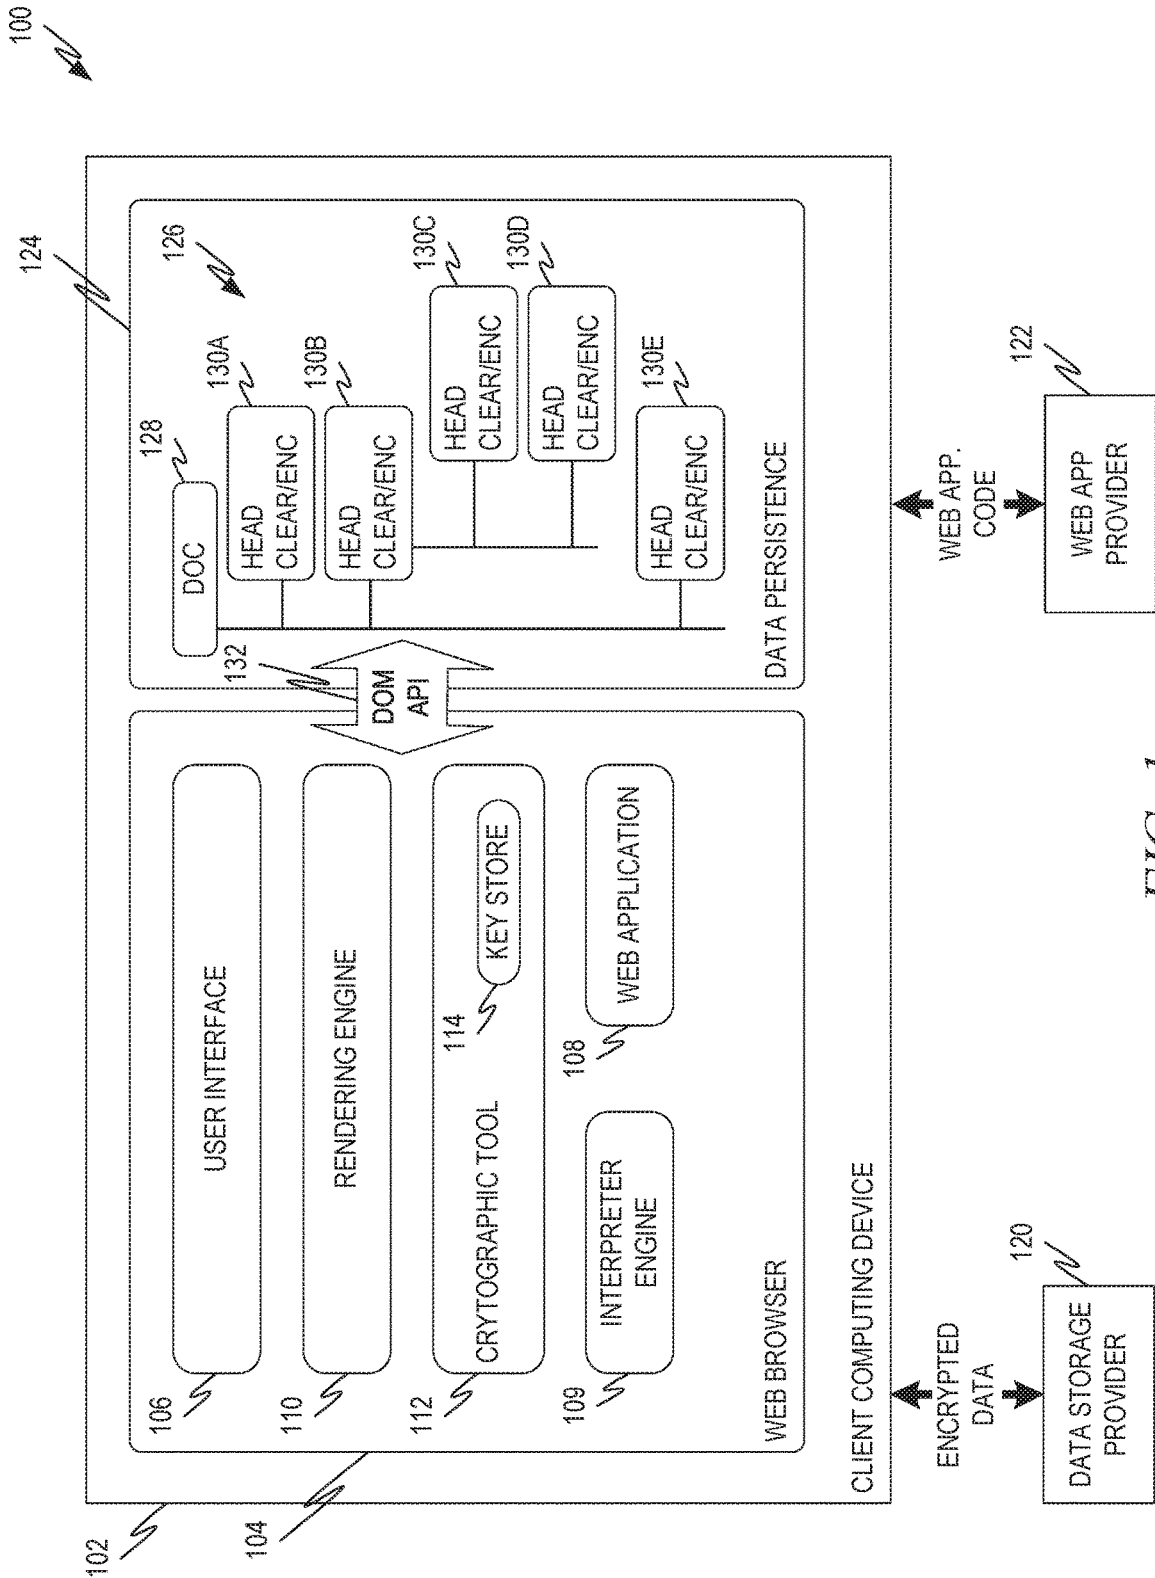 100
102
104
124
106
USER INTERFACE
110
RENDERING ENGINE
112
CRYTOGRAPHIC TOOL
114
KEY STORE
109
INTERPRETER
ENGINE
108
WEB APPLICATION
WEB BROWSER
132
DOM
API
126
128
DOC
130A
HEAD
CLEAR/ENC
130B
HEAD
CLEAR/ENC
130C
HEAD
CLEAR/ENC
130D
HEAD
CLEAR/ENC
130E
HEAD
CLEAR/ENC
DATA PERSISTENCE
CLIENT COMPUTING DEVICE
ENCRYPTED
DATA
WEB APP.
CODE
120
DATA STORAGE
PROVIDER
122
WEB APP
PROVIDER